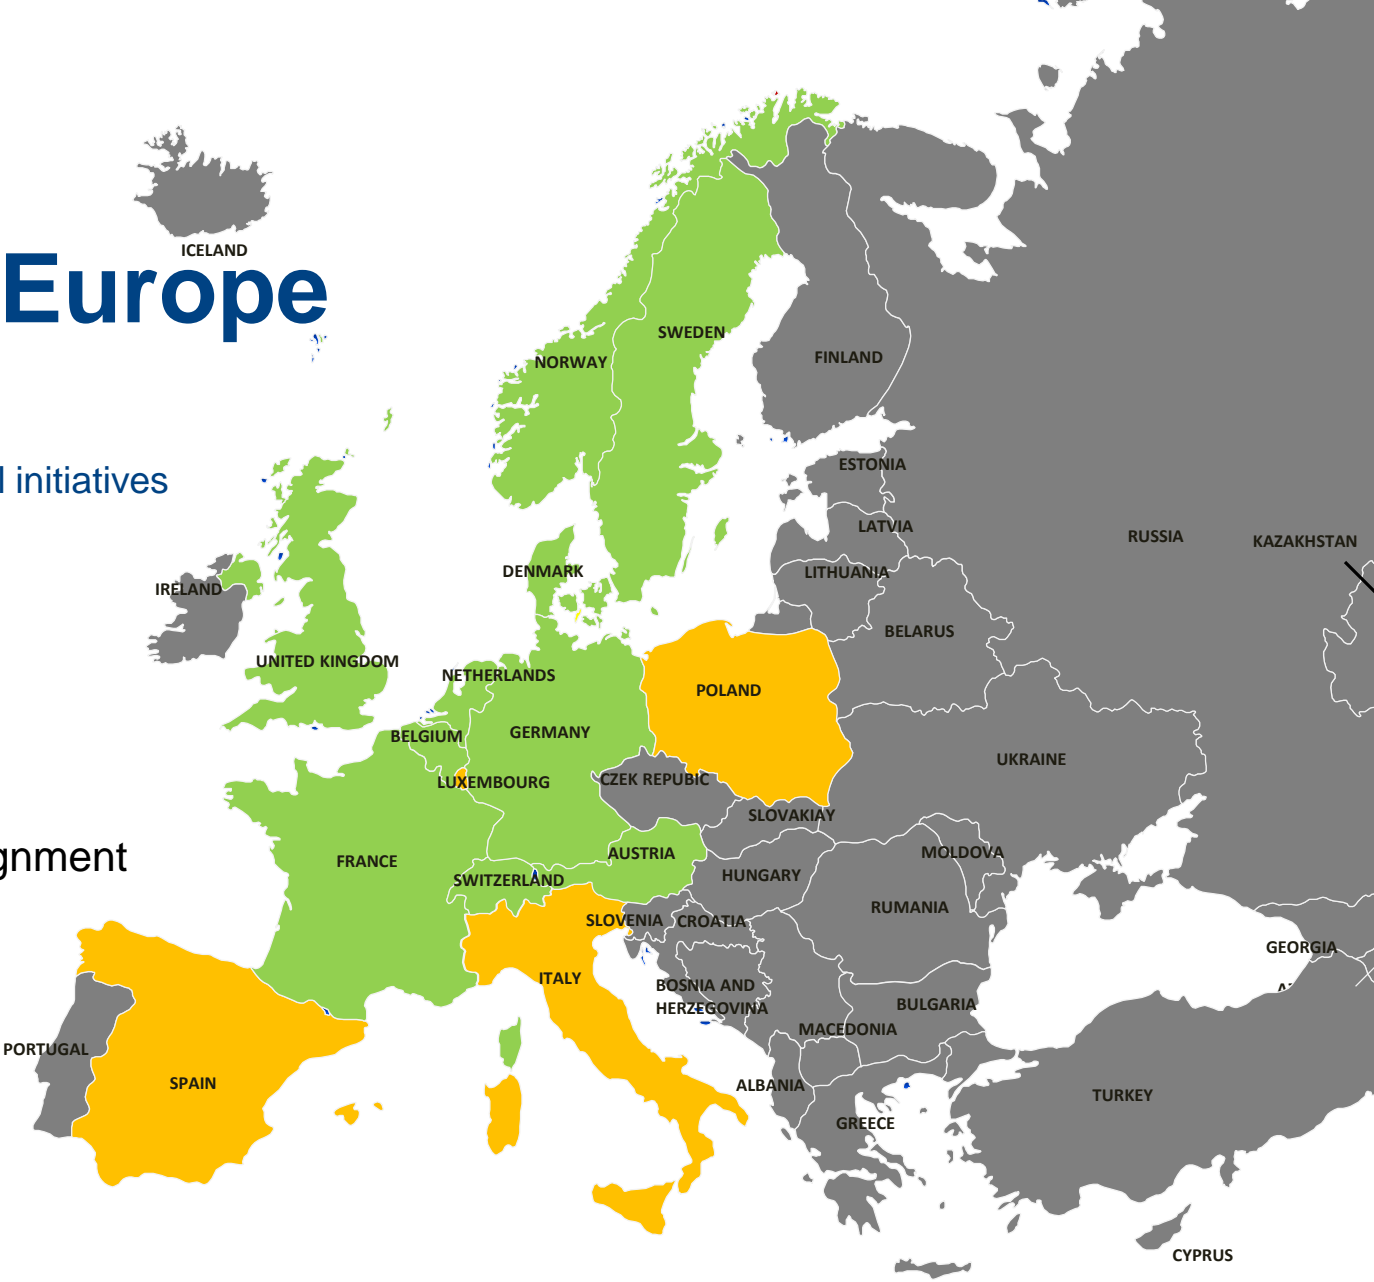 ICELAND
Europe
SWEDEN
NORWAY
FINLAND
ESTONIA
initiatives
LATVIA
RUSSIA
KAZAKHSTAN
DENMARK
LITHUANIA
IRELAND
BELARUS
UNITED KINGDOM
NETHERLANDS
POLAND
BELGIUM
GERMANY
UKRAINE
LUXEMBOURG
CZEK REPUBIC
SLOVAKIAY
gnment
FRANCE
AUSTRIA
MOLDOVA
SWITZERLAND
HUNGARY
RUMANIA
SLOVENIA
CROATIA
GEORGIA
ITALY
BOSNIA AND
HERZEGOVINA
BULGARIA
MACEDONIA
PORTUGAL
SPAIN
ALBANIA
TURKEY
GREECE
CYPRUS